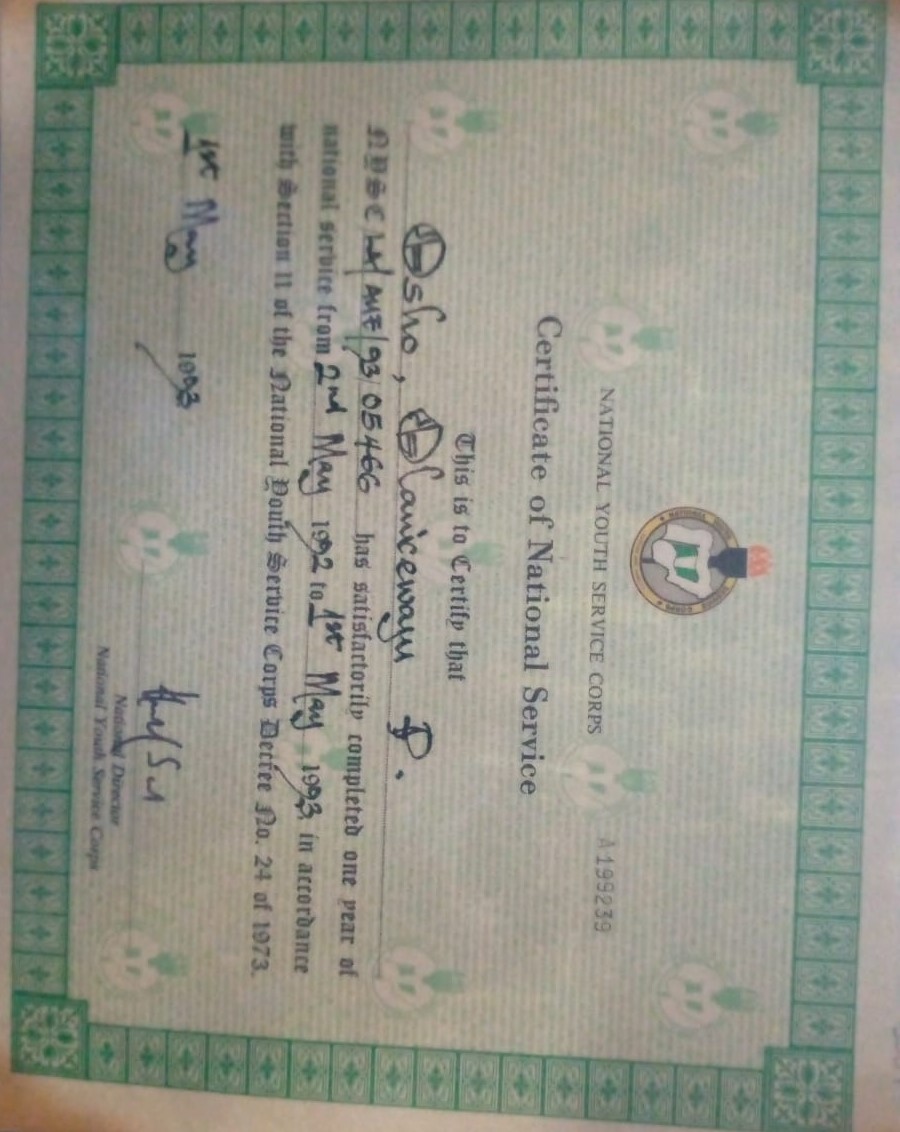 NATIONAL YOUTH SERVICE CORPS
A199239
Certificate of National Service
This is to Certify that
Osho, Olanicewaju P.
NYSC/LA/AME/93/05466 has satisfactorily completed one year of
national service from 2nd May 1992 to 1st May 1993 in accordance
with Section 11 of the National Youth Service Corps Decree No. 24 of 1973.
1st May 1993
National Director
National Youth Service Corps